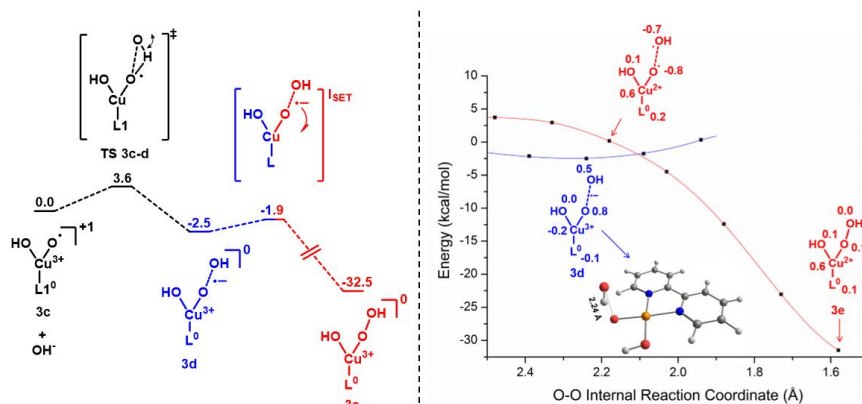 ‡
O
H
HO
O•
Cu
L1
TS 3c-d
0.0
3.6
HO
O•
+1
Cu³⁺
L1⁰
3c
+
OH⁻
-2.5
OH
HO
O
•−
0
Cu³⁺
L⁰
3d
OH
HO
O
•−
Cu
L
I_SET
-1.9
-32.5
OH
HO
O
0
Cu³⁺
L⁰
Energy (kcal/mol)
10
5
0
-5
-10
-15
-20
-25
-30
2.4
2.2
2.0
1.8
1.6
O-O Internal Reaction Coordinate (Å)
-0.7
•OH
0.1
HO
O•
-0.8
Cu²⁺
0.6
L⁰
0.2
0.5
OH
•−
0.0
HO
O
0.8
Cu³⁺
-0.2
L⁰
-0.1
3d
2.24 A
0.0
OH
0.1
HO
O
Cu²⁺
0.6
L⁰
0.1
3e